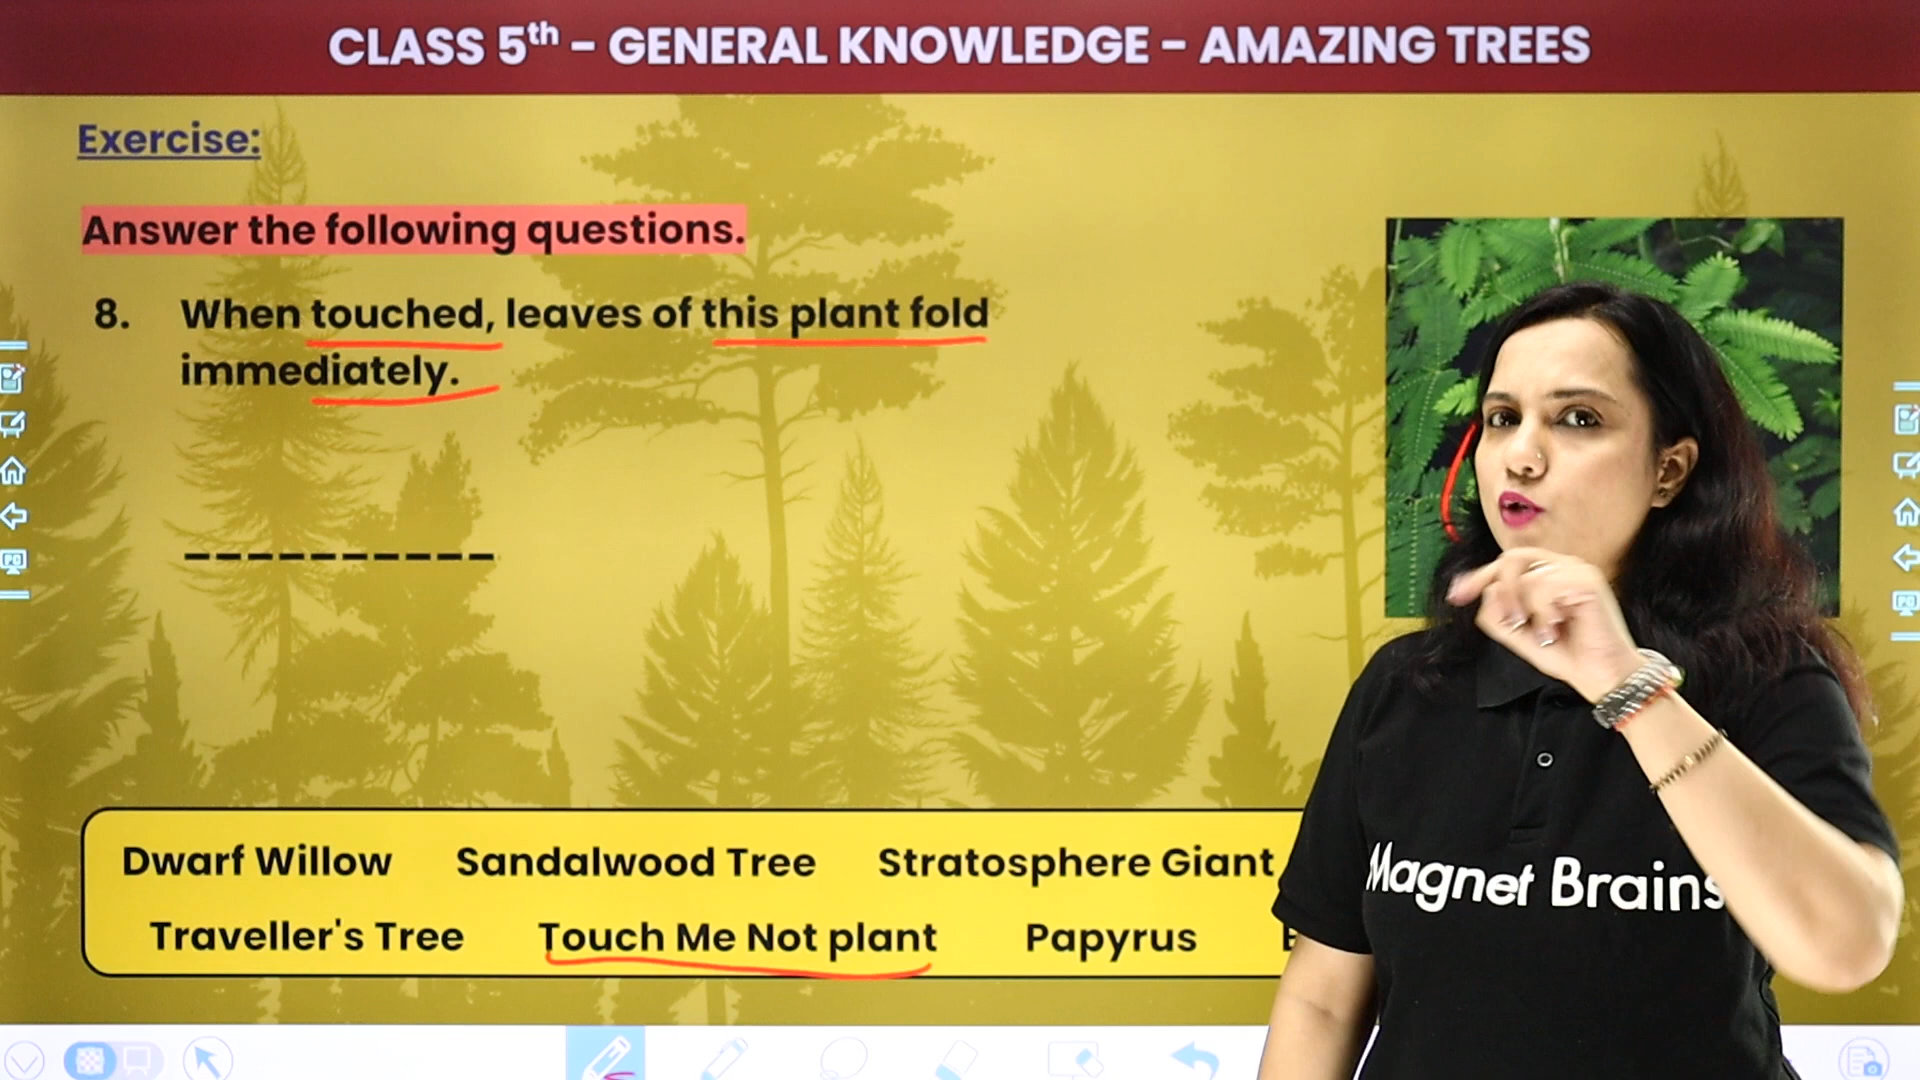 CLASS 5th - GENERAL KNOWLEDGE - AMAZING TREES
Exercise:
Answer the following questions.
8. When touched, leaves of this plant fold
immediately.
__________
Dwarf Willow Sandalwood Tree Stratosphere Giant
Traveller's Tree Touch Me Not plant Papyrus
Magnet Brains